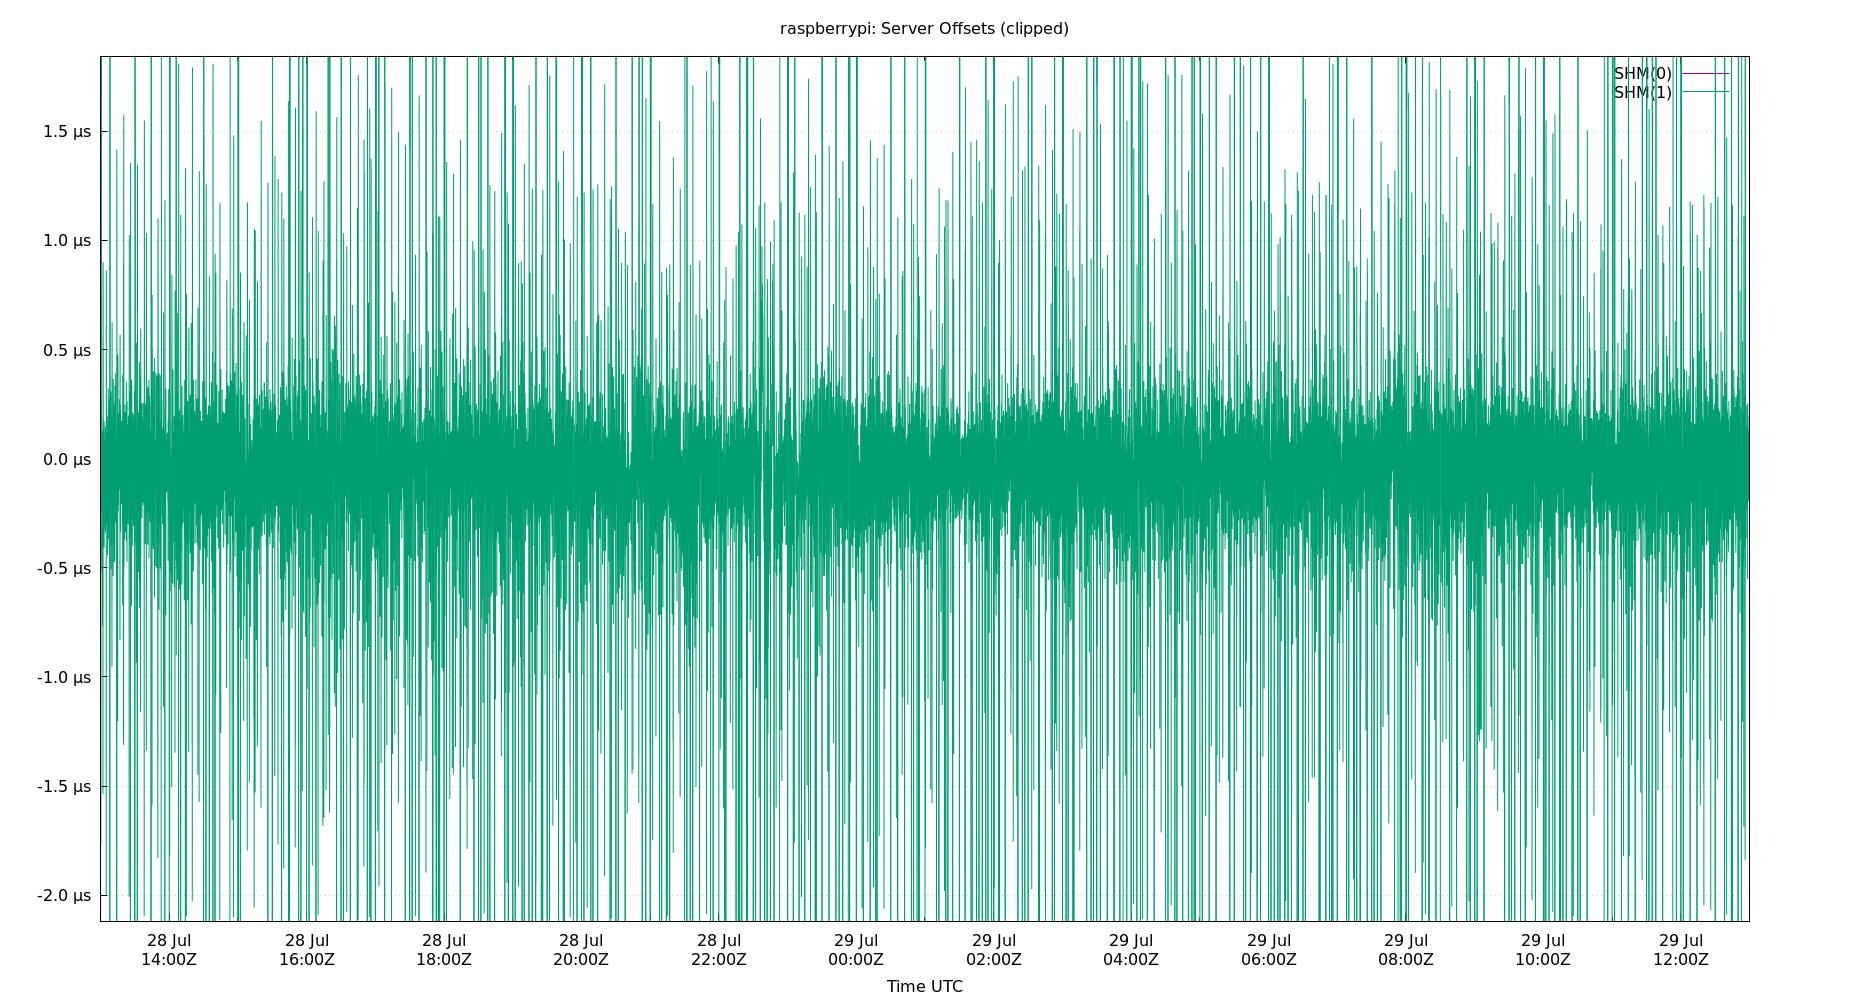 raspberrypi: Server Offsets (clipped)
SHM(0)
SHM(1)
1.5 µs
1.0 µs
0.5 µs
0.0 µs
-0.5 µs
-1.0 µs
-1.5 µs
-2.0 µs
28 Jul 28 Jul 28 Jul 28 Jul 28 Jul 29 Jul 29 Jul 29 Jul 29 Jul 29 Jul 29 Jul 29 Jul
14:00Z 16:00Z 18:00Z 20:00Z 22:00Z 00:00Z 02:00Z 04:00Z 06:00Z 08:00Z 10:00Z 12:00Z
Time UTC